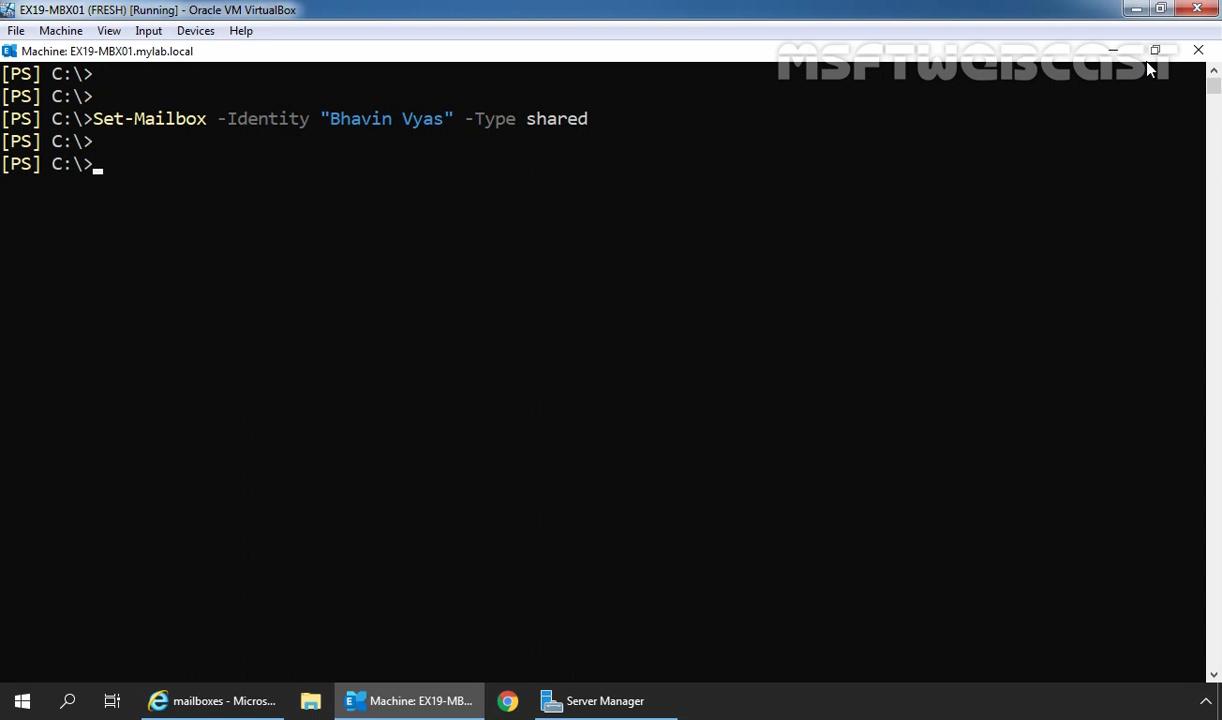 EX19-MBX01 (FRESH) [Running] - Oracle VM VirtualBox
File Machine View Input Devices Help
Machine: EX19-MBX01.mylab.local
MSFTWEBCAST
[PS] C:\>
[PS] C:\>
[PS] C:\>Set-Mailbox -Identity "Bhavin Vyas" -Type shared
[PS] C:\>
[PS] C:\>
mailboxes - Micros... Machine: EX19-MB... Server Manager